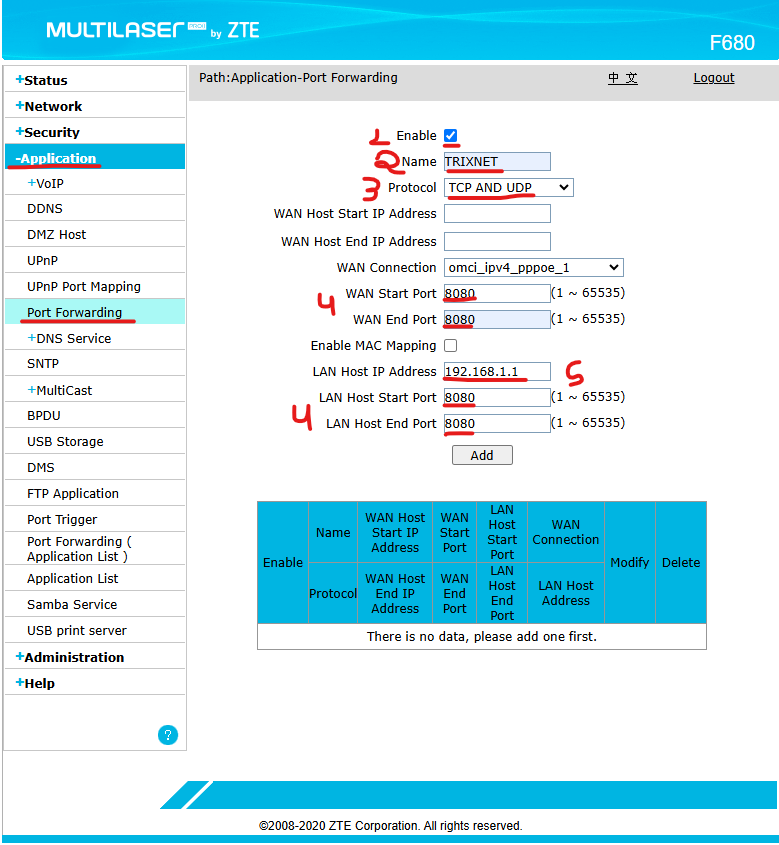 MULTILASER PRO by ZTE
F680
+Status
+Network
+Security
-Application
+VoIP
DDNS
DMZ Host
UPnP
UPnP Port Mapping
Port Forwarding
+DNS Service
SNTP
+MultiCast
BPDU
USB Storage
DMS
FTP Application
Port Trigger
Port Forwarding (
Application List )
Application List
Samba Service
USB print server
+Administration
+Help
?
Path:Application-Port Forwarding
中 文
Logout
1 Enable
2 Name TRIXNET
3 Protocol TCP AND UDP
WAN Host Start IP Address
WAN Host End IP Address
WAN Connection omci_ipv4_pppoe_1
4
WAN Start Port 8080 (1 ~ 65535)
WAN End Port 8080 (1 ~ 65535)
Enable MAC Mapping
LAN Host IP Address 192.168.1.1 5
4
LAN Host Start Port 8080 (1 ~ 65535)
LAN Host End Port 8080 (1 ~ 65535)
Add
Enable
Name
WAN Host
Start IP
Address
WAN
Start
Port
LAN
Host
Start
Port
WAN
Connection
Modify
Delete
Protocol
WAN Host
End IP
Address
WAN
End
Port
LAN
Host
End
Port
LAN Host
Address
There is no data, please add one first.
©2008-2020 ZTE Corporation. All rights reserved.